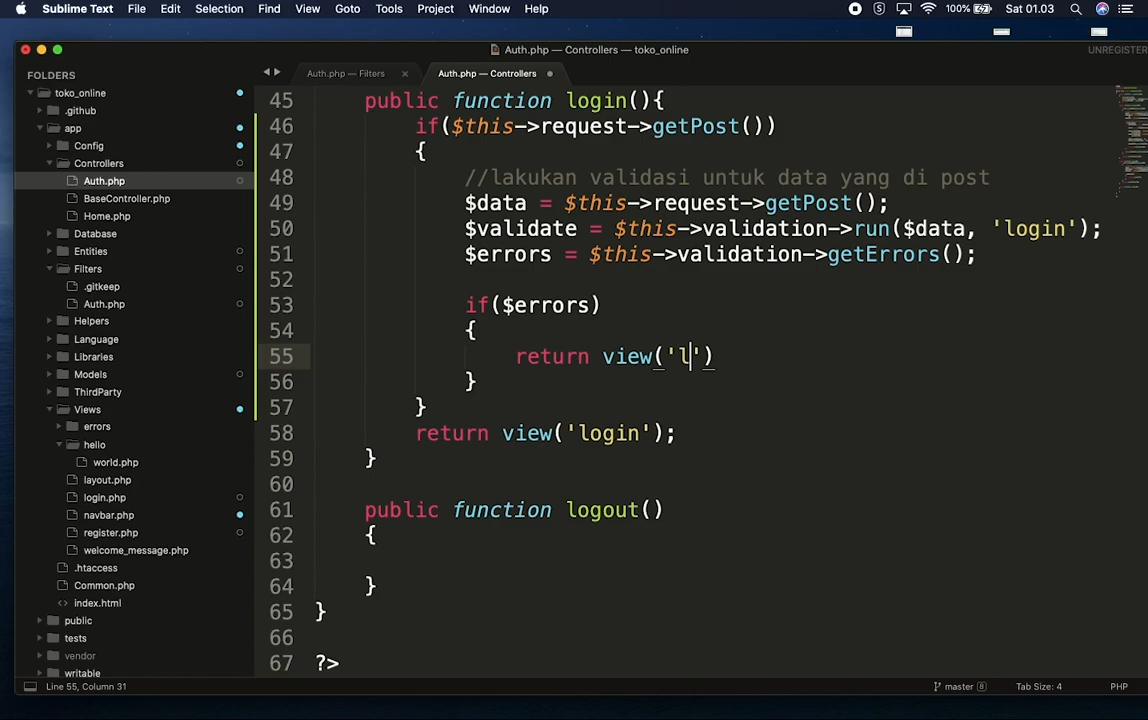 Sublime Text File Edit Selection Find View Goto Tools Project Window Help 100% Sat 01.03
Auth.php — Controllers — toko_online UNREGISTER
FOLDERS
toko_online
.github
app
Config
Controllers
Auth.php
BaseController.php
Home.php
Database
Entities
Filters
.gitkeep
Auth.php
Helpers
Language
Libraries
Models
ThirdParty
Views
errors
hello
world.php
layout.php
login.php
navbar.php
register.php
welcome_message.php
.htaccess
Common.php
index.html
public
tests
vendor
writable
Auth.php — Filters × Auth.php — Controllers
45 public function login(){
46 if($this->request->getPost())
47 {
48 //lakukan validasi untuk data yang di post
49 $data = $this->request->getPost();
50 $validate = $this->validation->run($data, 'login');
51 $errors = $this->validation->getErrors();
52
53 if($errors)
54 {
55 return view('l')
56 }
57 }
58 return view('login');
59 }
60
61 public function logout()
62 {
63
64 }
65 }
66
67 ?>
Line 55, Column 31 master 8 Tab Size: 4 PHP